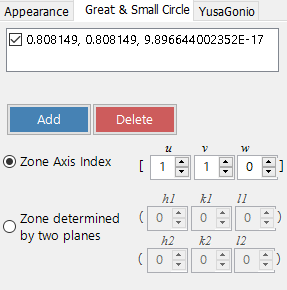 Appearance Great & Small Circle YusaGonio
0.808149, 0.808149, 9.896644002352E-17
Add Delete
u v w
Zone Axis Index [ 1 1 0 ]
h1 k1 l1
Zone determined ( 0 0 0 )
by two planes
h2 k2 l2
( 0 0 0 )